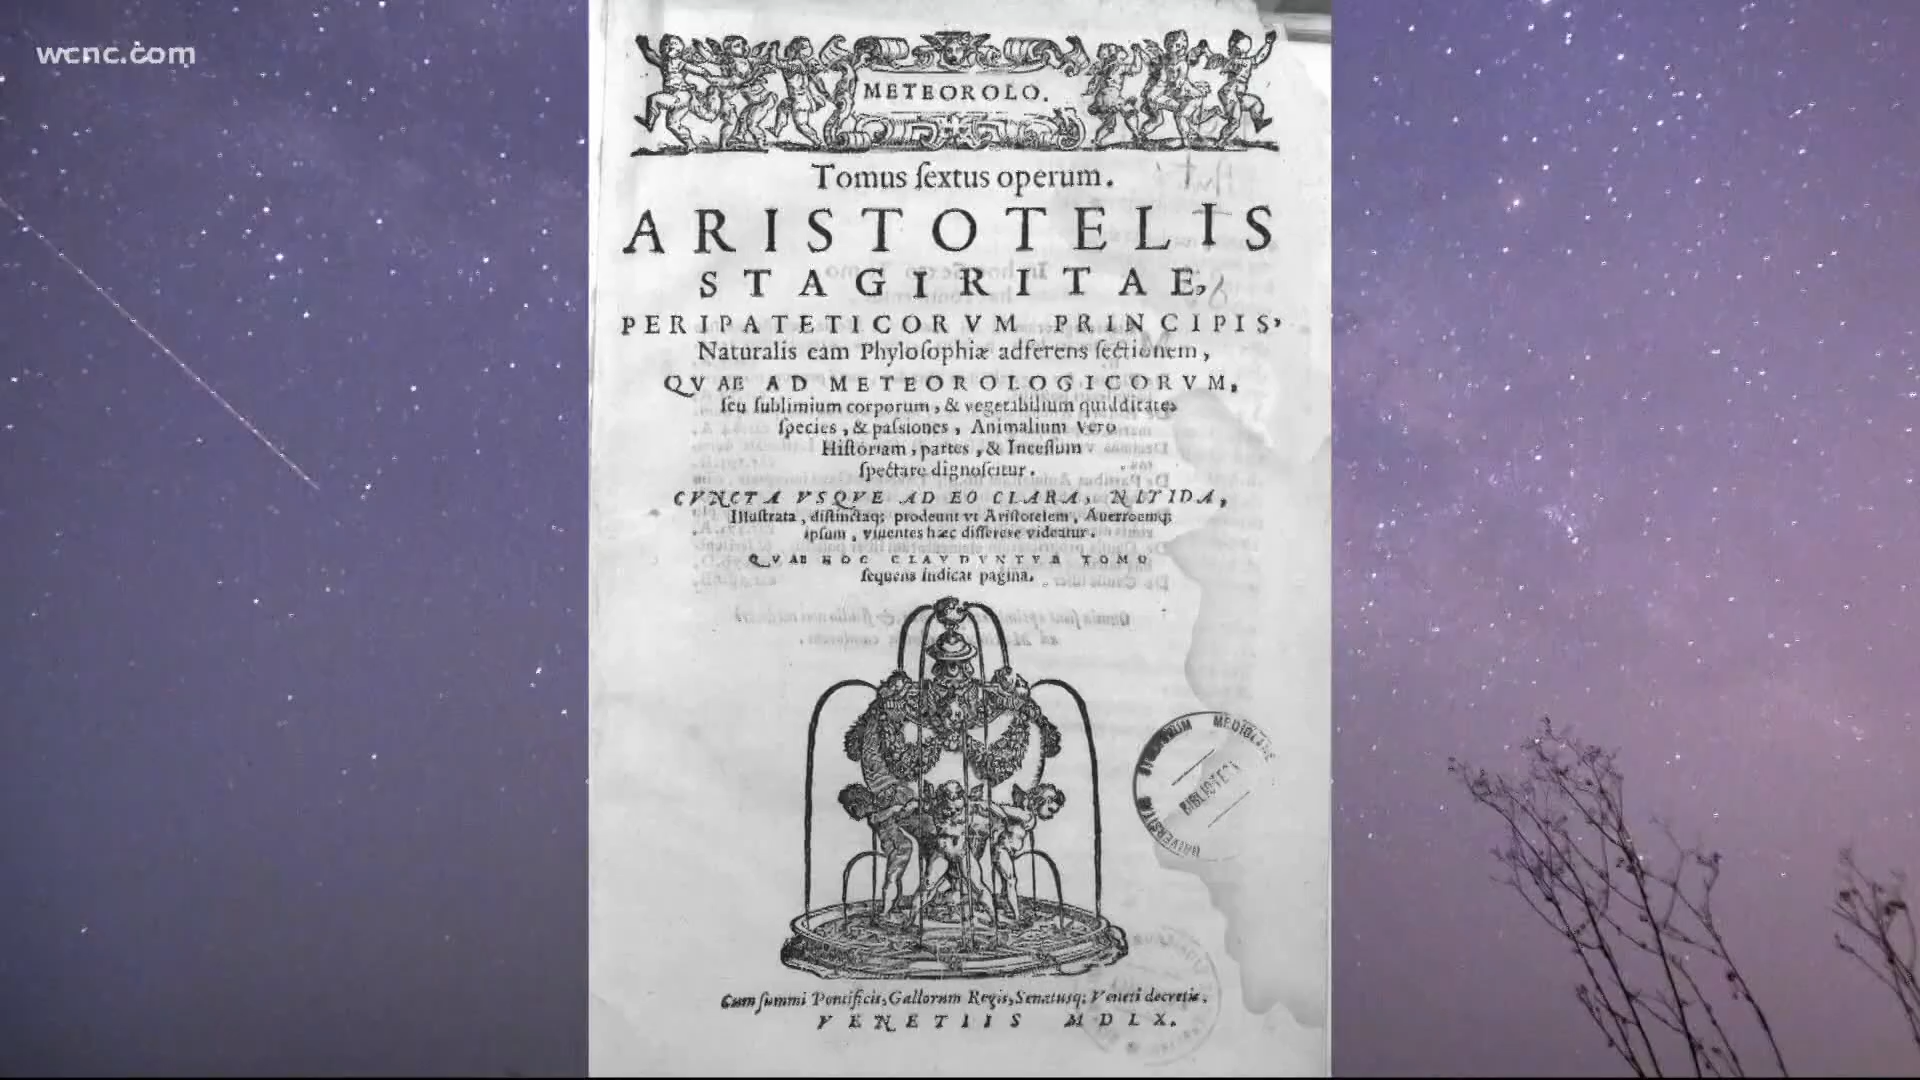 wcnc.com
METEOROLO.
Tomus ſextus operum.
ARISTOTELIS
STAGIRITAE,
PERIPATETICORVM PRINCIPIS,
Naturalis eam Phyloſophiæ adferens ſectionem,
QVAE AD METEOROLOGICORVM,
ſeu ſublimium corporum, & vegetabilium quidditates
ſpecies, & paſsiones, Animalium Vero
Hiſtoriam, partes, & Inceſſum
ſpectare dignoſcitur.
CVNCTA VSQVE AD EO CLARA, NITIDA,
Illuſtrata, diſtinctaq; prodeunt vt Ariſtotelem, Auerroemq;
ipſum, viuentes hæc differere videatur.
QVAE HOC CLAVDVNTVR TOMO
ſequens indicat pagina.
BIBLIOTECA
Cum ſummi Pontificis, Gallorum Regis, Senatusq; Veneti decretis.
VENETIIS MDLX.